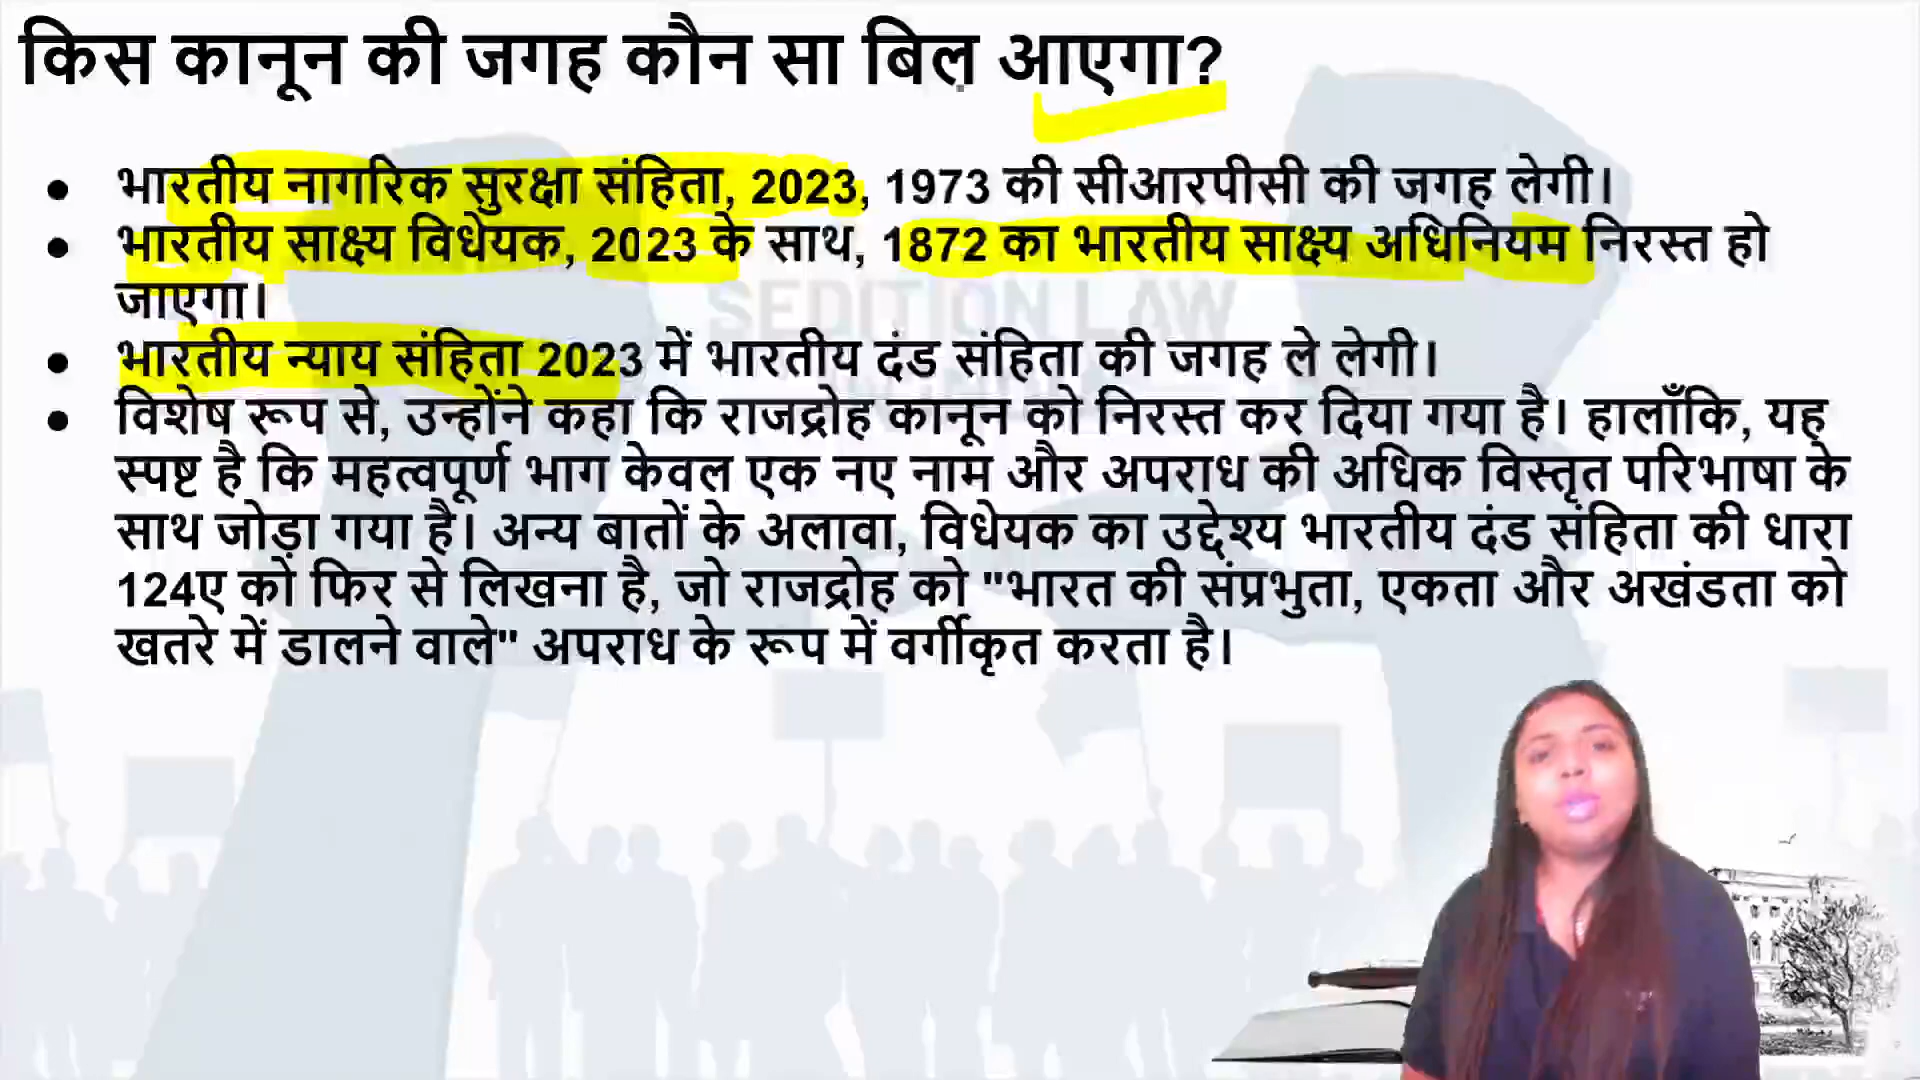 किस कानून की जगह कौन सा बिल आएगा?
• भारतीय नागरिक सुरक्षा संहिता, 2023, 1973 की सीआरपीसी की जगह लेगी।
• भारतीय साक्ष्य विधेयक, 2023 के साथ, 1872 का भारतीय साक्ष्य अधिनियम निरस्त हो
जाएगा।
SEDITION LAW
• भारतीय न्याय संहिता 2023 में भारतीय दंड संहिता की जगह ले लेगी।
• विशेष रूप से, उन्होंने कहा कि राजद्रोह कानून को निरस्त कर दिया गया है। हालाँकि, यह
स्पष्ट है कि महत्वपूर्ण भाग केवल एक नए नाम और अपराध की अधिक विस्तृत परिभाषा के
साथ जोड़ा गया है। अन्य बातों के अलावा, विधेयक का उद्देश्य भारतीय दंड संहिता की धारा
124ए को फिर से लिखना है, जो राजद्रोह को "भारत की संप्रभुता, एकता और अखंडता को
खतरे में डालने वाले" अपराध के रूप में वर्गीकृत करता है।